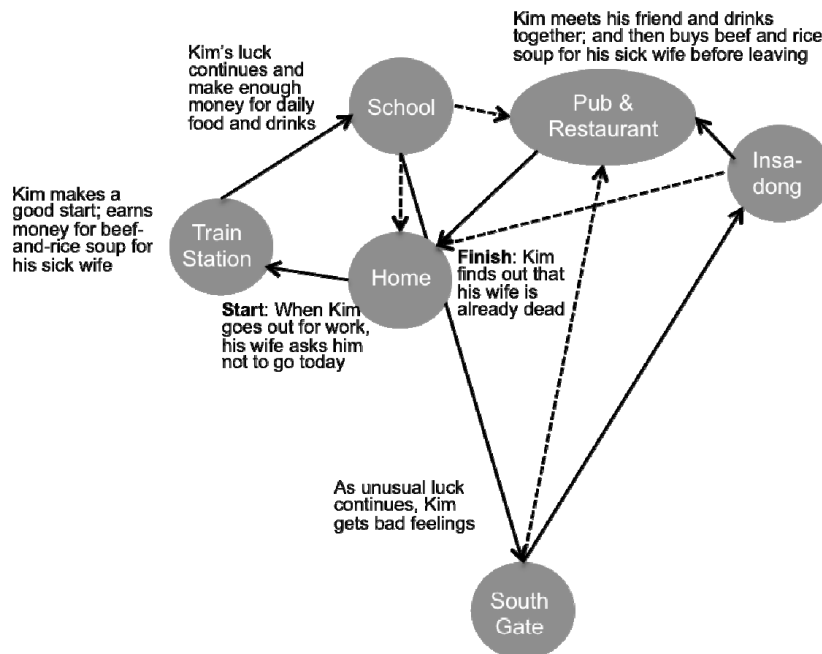 Kim meets his friend and drinks
together; and then buys beef and rice
soup for his sick wife before leaving
Kim's luck
continues and
make enough
money for daily
food and drinks
School
Pub &
Restaurant
Insa-
dong
Kim makes a
good start; earns
money for beef-
and-rice soup for
his sick wife
Train
Station
Home
Finish: Kim
finds out that
his wife is
already dead
Start: When Kim
goes out for work,
his wife asks him
not to go today
As unusual luck
continues, Kim
gets bad feelings
South
Gate